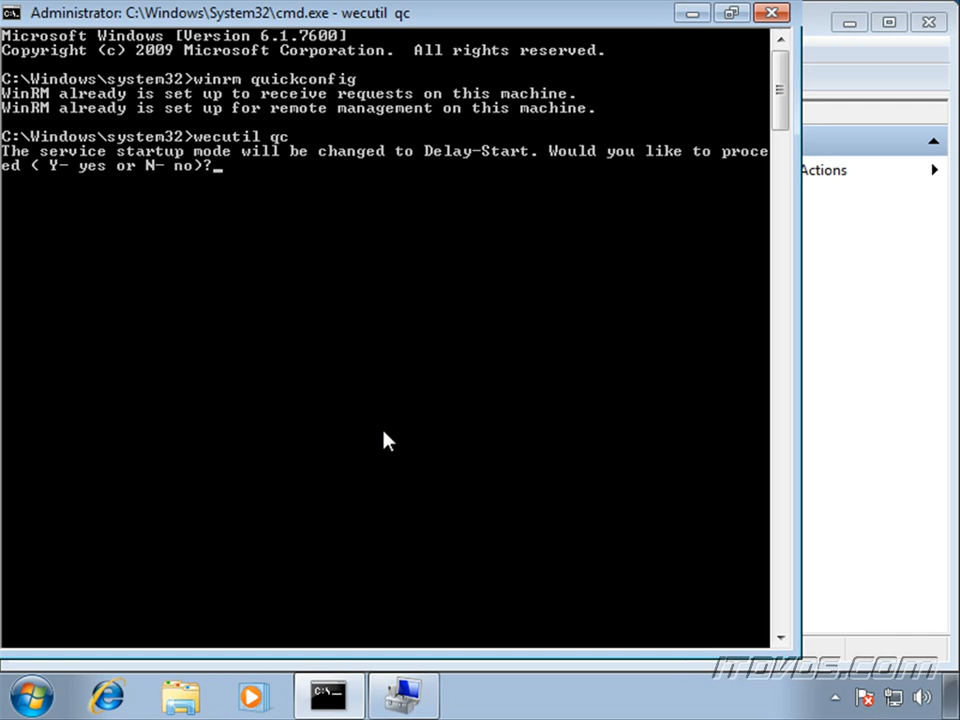 Administrator: C:\Windows\System32\cmd.exe - wecutil qc
Microsoft Windows [Version 6.1.7600]
Copyright (c) 2009 Microsoft Corporation.  All rights reserved.
C:\Windows\system32>winrm quickconfig
WinRM already is set up to receive requests on this machine.
WinRM already is set up for remote management on this machine.
C:\Windows\system32>wecutil qc
The service startup mode will be changed to Delay-Start. Would you like to proce
ed ( Y- yes or N- no)?
Actions
C:\_
ITDVDS.COM